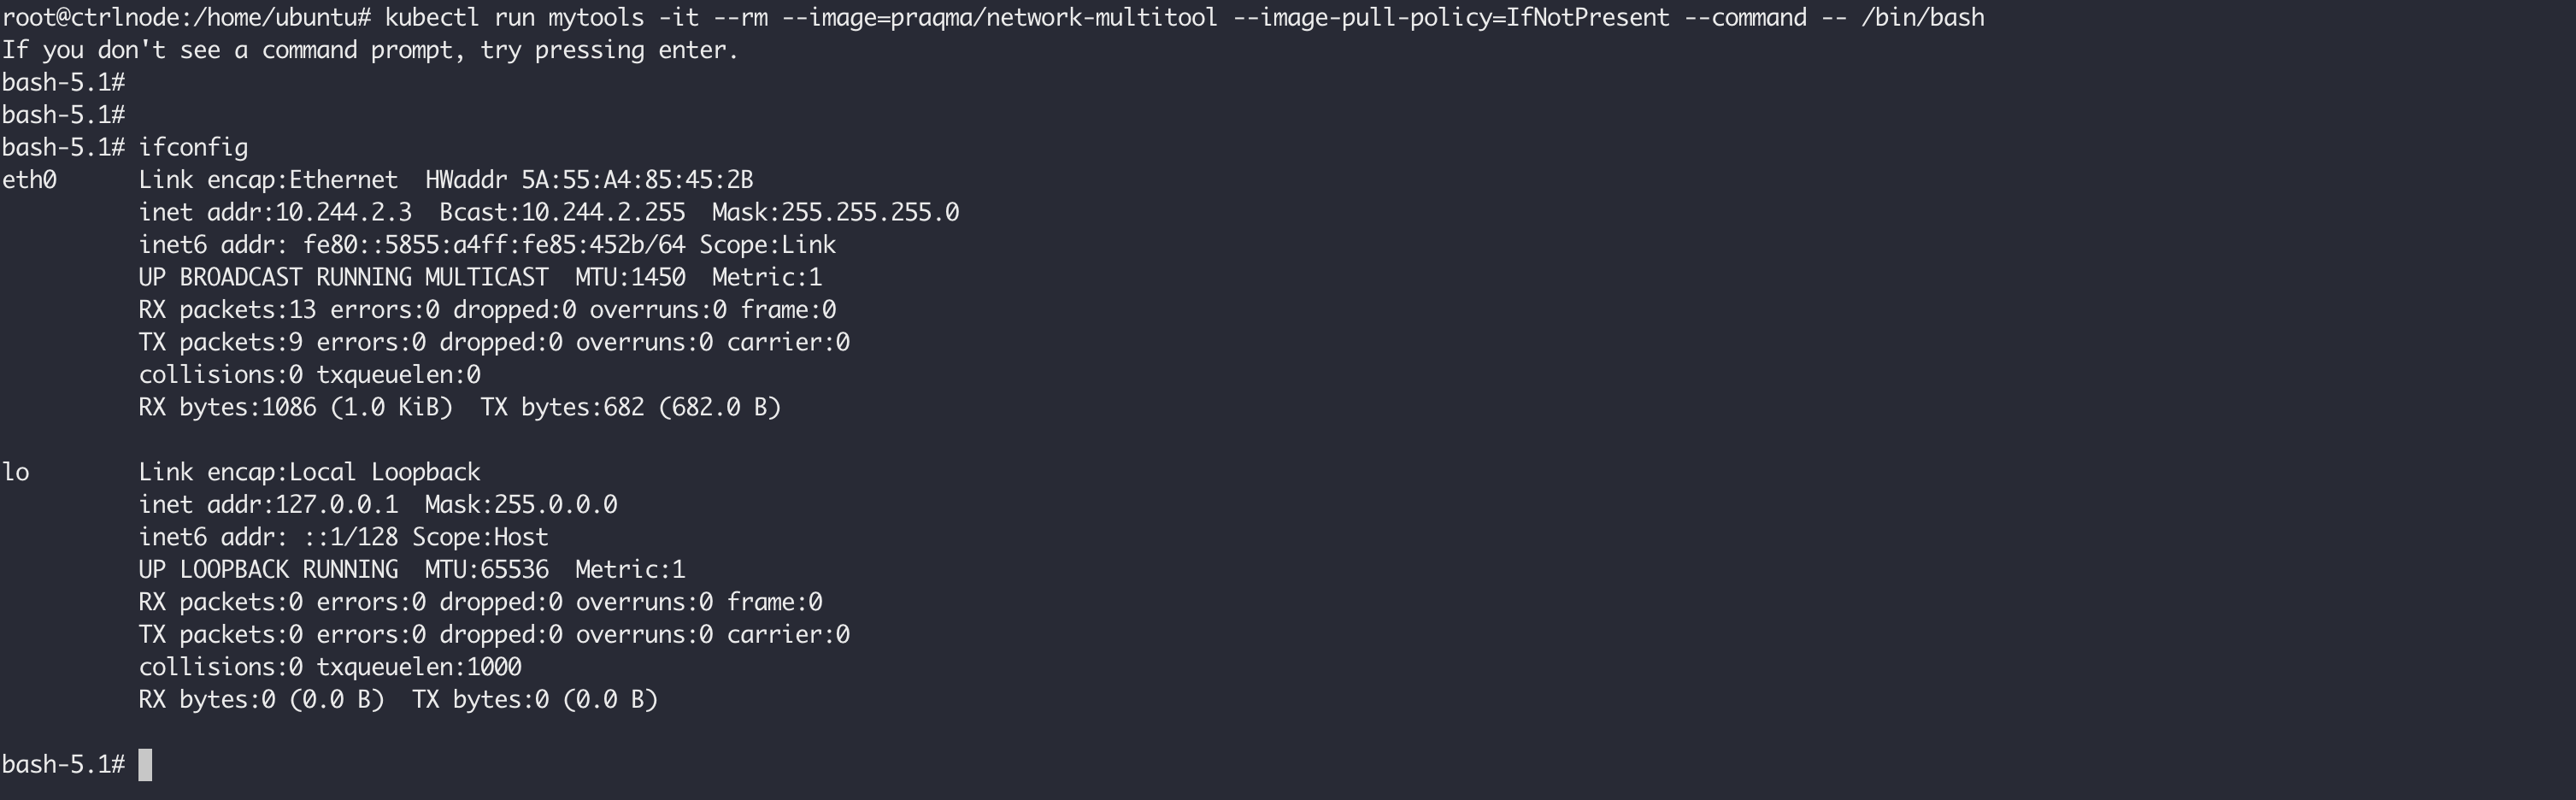 root@ctrlnode:/home/ubuntu# kubectl run mytools -it --rm --image=praqma/network-multitool --image-pull-policy=IfNotPresent --command -- /bin/bash
If you don't see a command prompt, try pressing enter.
bash-5.1#
bash-5.1#
bash-5.1# ifconfig
eth0      Link encap:Ethernet  HWaddr 5A:55:A4:85:45:2B
          inet addr:10.244.2.3  Bcast:10.244.2.255  Mask:255.255.255.0
          inet6 addr: fe80::5855:a4ff:fe85:452b/64 Scope:Link
          UP BROADCAST RUNNING MULTICAST  MTU:1450  Metric:1
          RX packets:13 errors:0 dropped:0 overruns:0 frame:0
          TX packets:9 errors:0 dropped:0 overruns:0 carrier:0
          collisions:0 txqueuelen:0
          RX bytes:1086 (1.0 KiB)  TX bytes:682 (682.0 B)

lo        Link encap:Local Loopback
          inet addr:127.0.0.1  Mask:255.0.0.0
          inet6 addr: ::1/128 Scope:Host
          UP LOOPBACK RUNNING  MTU:65536  Metric:1
          RX packets:0 errors:0 dropped:0 overruns:0 frame:0
          TX packets:0 errors:0 dropped:0 overruns:0 carrier:0
          collisions:0 txqueuelen:1000
          RX bytes:0 (0.0 B)  TX bytes:0 (0.0 B)

bash-5.1#